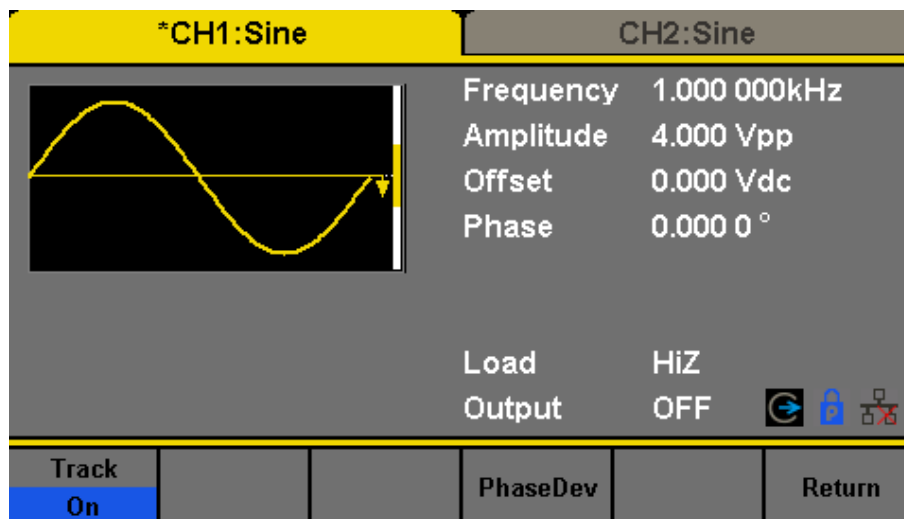 *CH1:Sine CH2:Sine
Frequency 1.000 000kHz
Amplitude 4.000 Vpp
Offset 0.000 Vdc
Phase 0.000 0 °
Load HiZ
Output OFF
P
Track
On
PhaseDev
Return